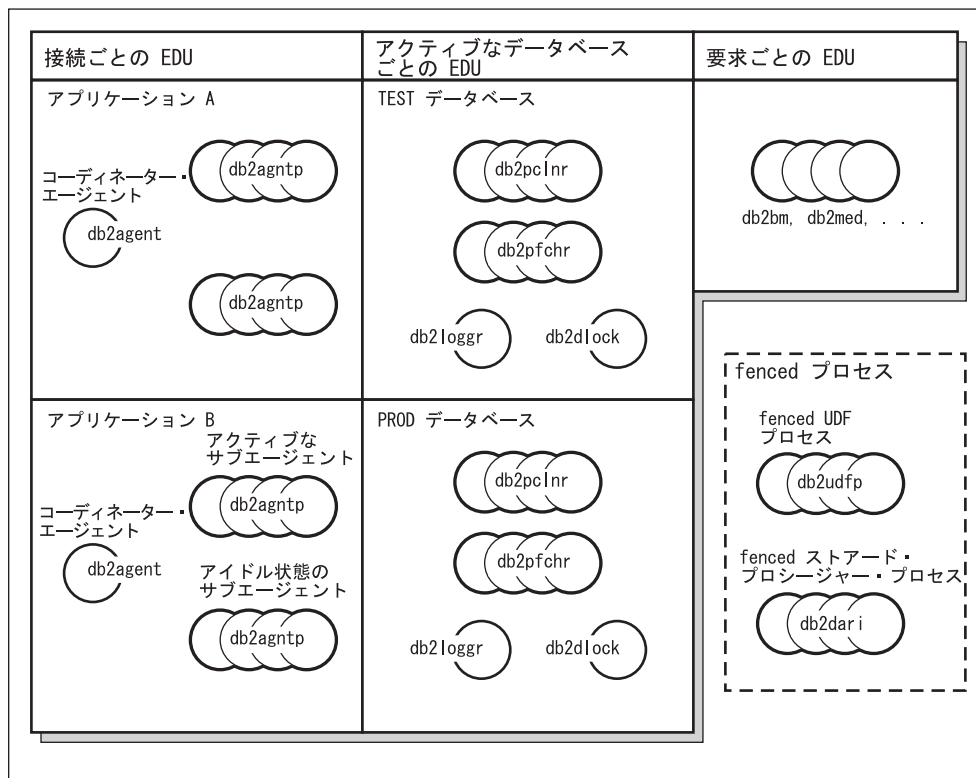 接続ごとの EDU
アクティブなデータベース
ごとの EDU
要求ごとの EDU
アプリケーション A
コーディネーター・
エージェント
db2agent
db2agntp
db2agntp
TEST データベース
db2pclnr
db2pfchr
db2loggr
db2dlock
db2bm, db2med, . . .
アプリケーション B
アクティブな
サブエージェント
db2agntp
コーディネーター・
エージェント
db2agent
アイドル状態の
サブエージェント
db2agntp
PROD データベース
db2pclnr
db2pfchr
db2loggr
db2dlock
fenced プロセス
fenced UDF
プロセス
db2udfp
fenced ストアード・
プロシージャー・プロセス
db2dari